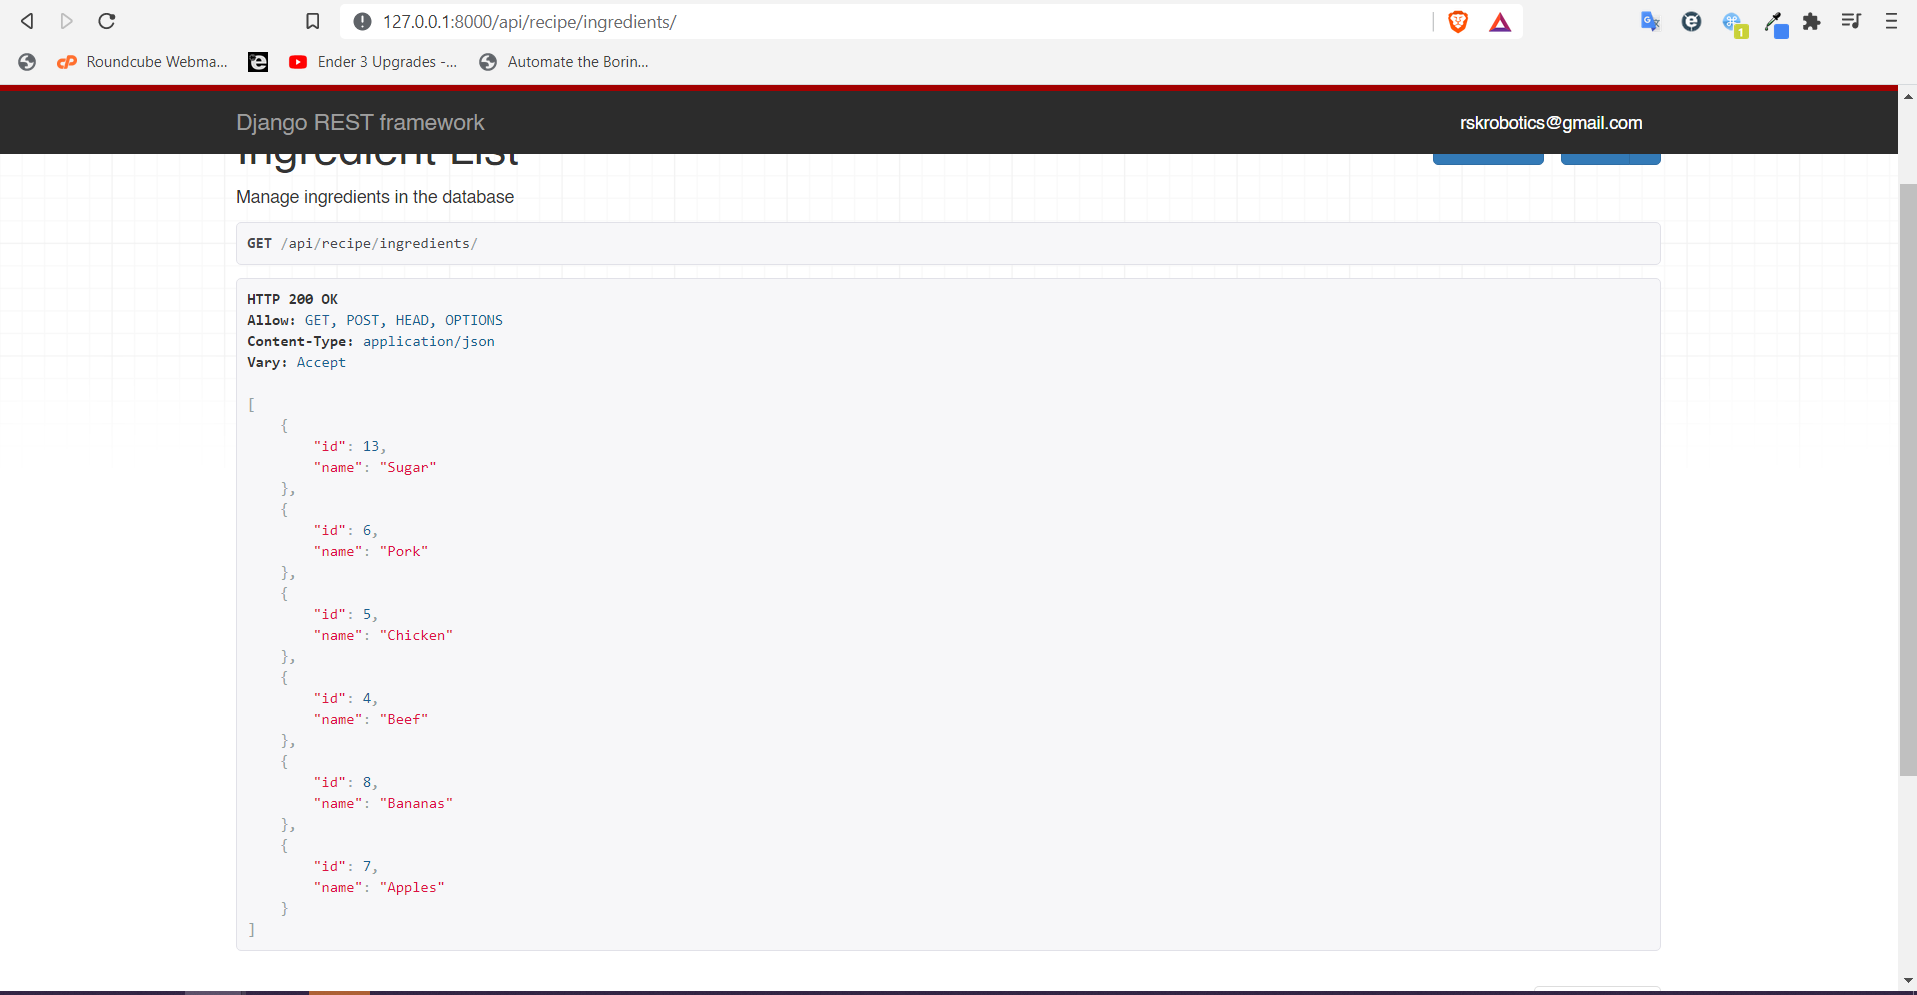 127.0.0.1:8000/api/recipe/ingredients/
1
Roundcube Webma...
Ender 3 Upgrades -...
Automate the Borin...
Django REST framework
rskrobotics@gmail.com
Ingredient List
Manage ingredients in the database
GET /api/recipe/ingredients/
HTTP 200 OK
Allow: GET, POST, HEAD, OPTIONS
Content-Type: application/json
Vary: Accept
[
{
"id": 13,
"name": "Sugar"
},
{
"id": 6,
"name": "Pork"
},
{
"id": 5,
"name": "Chicken"
},
{
"id": 4,
"name": "Beef"
},
{
"id": 8,
"name": "Bananas"
},
{
"id": 7,
"name": "Apples"
}
]